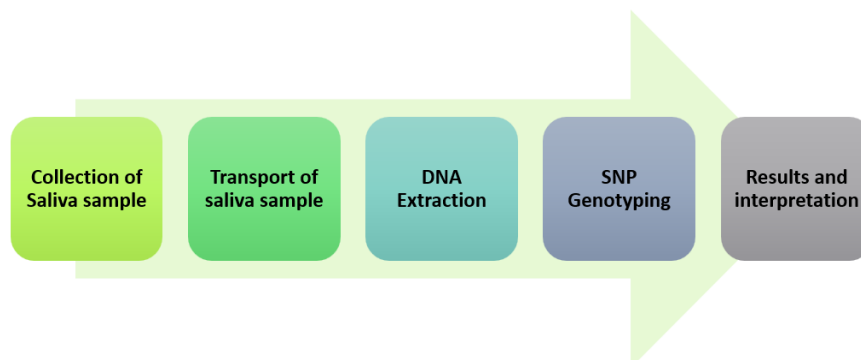 Collection of
Saliva sample
Transport of
saliva sample
DNA
Extraction
SNP
Genotyping
Results and
interpretation